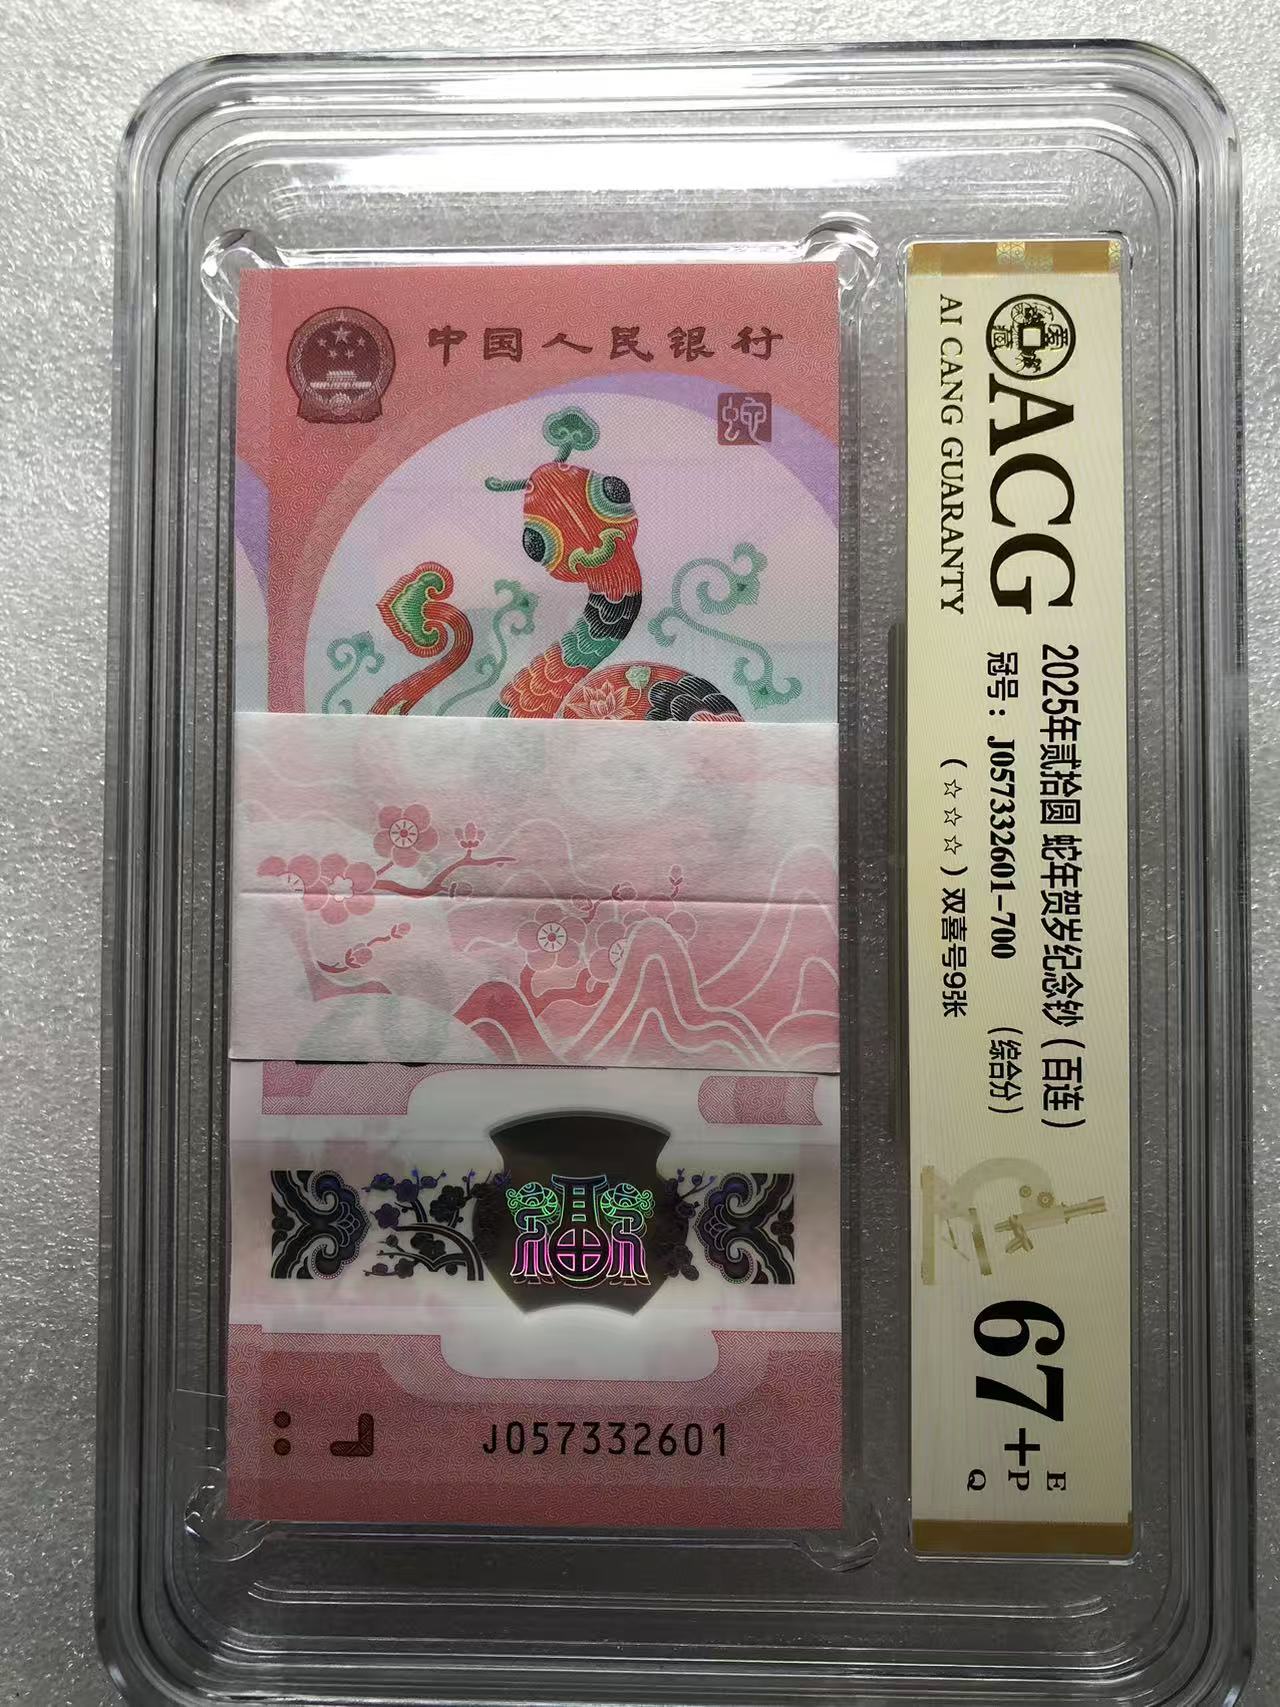 中国人民银行
蛇
J057332601
ACG
AI CANG GUARANTY
2025年贰拾圆 蛇年贺岁纪念钞（百连）
冠号：J057332601-700 （综合分）
（☆☆☆）双喜号9张
67+
E
P
Q